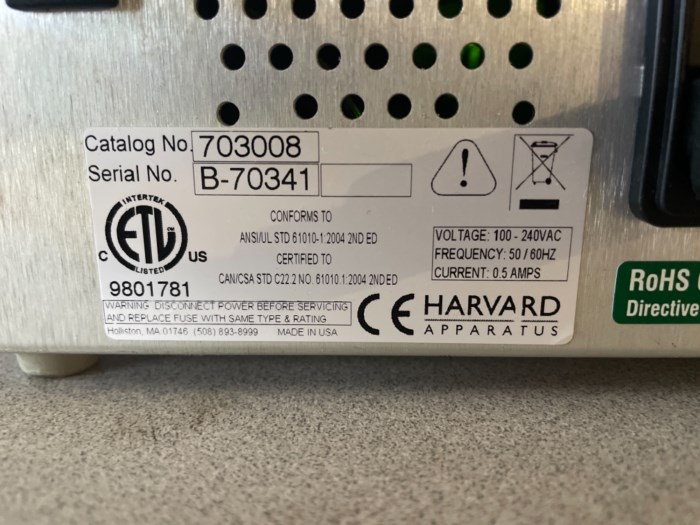 Catalog No. 703008
Serial No. B-70341
INTERTEK
ETL
CM
LISTED
C US
9801781
CONFORMS TO
ANSI/UL STD 61010-1:2004 2ND ED
CERTIFIED TO
CAN/CSA STD C22.2 NO. 61010.1:2004 2ND ED
VOLTAGE: 100 - 240VAC
FREQUENCY: 50 / 60HZ
CURRENT: 0.5 AMPS
WARNING: DISCONNECT POWER BEFORE SERVICING
AND REPLACE FUSE WITH SAME TYPE & RATING
Holliston, MA 01746 (508) 893-8999 MADE IN USA
CE HARVARD
APPARATUS
RoHS
Directive